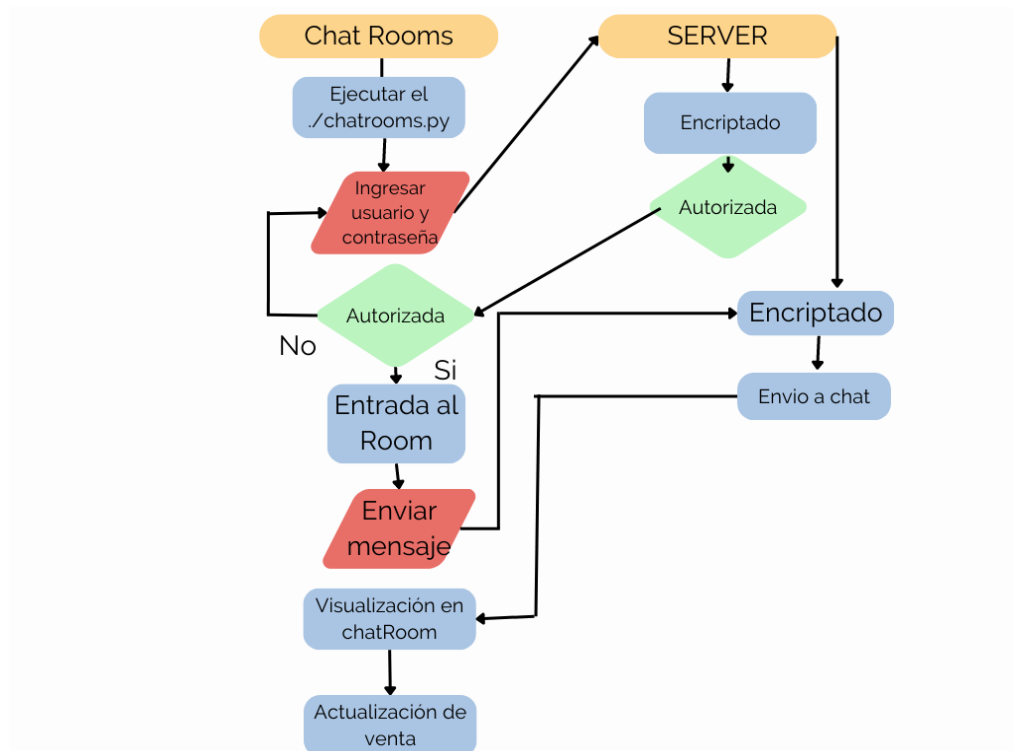 Chat Rooms
SERVER
Ejecutar el
./chatrooms.py
Encriptado
Ingresar
usuario y
contraseña
Autorizada
Autorizada
No
Si
Encriptado
Entrada al
Room
Envio a chat
Enviar
mensaje
Visualización en
chatRoom
Actualización de
venta